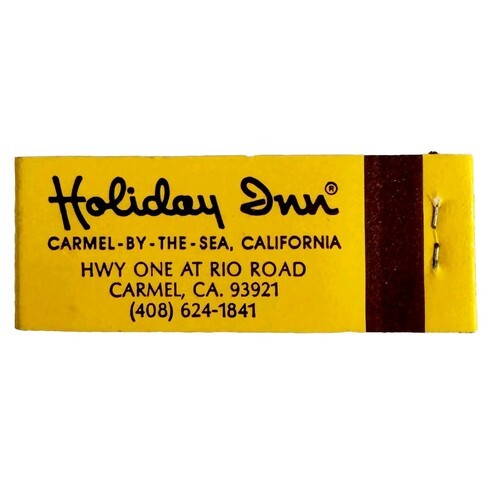 Holiday Inn®
CARMEL-BY-THE-SEA, CALIFORNIA
HWY ONE AT RIO ROAD
CARMEL, CA. 93921
(408) 624-1841